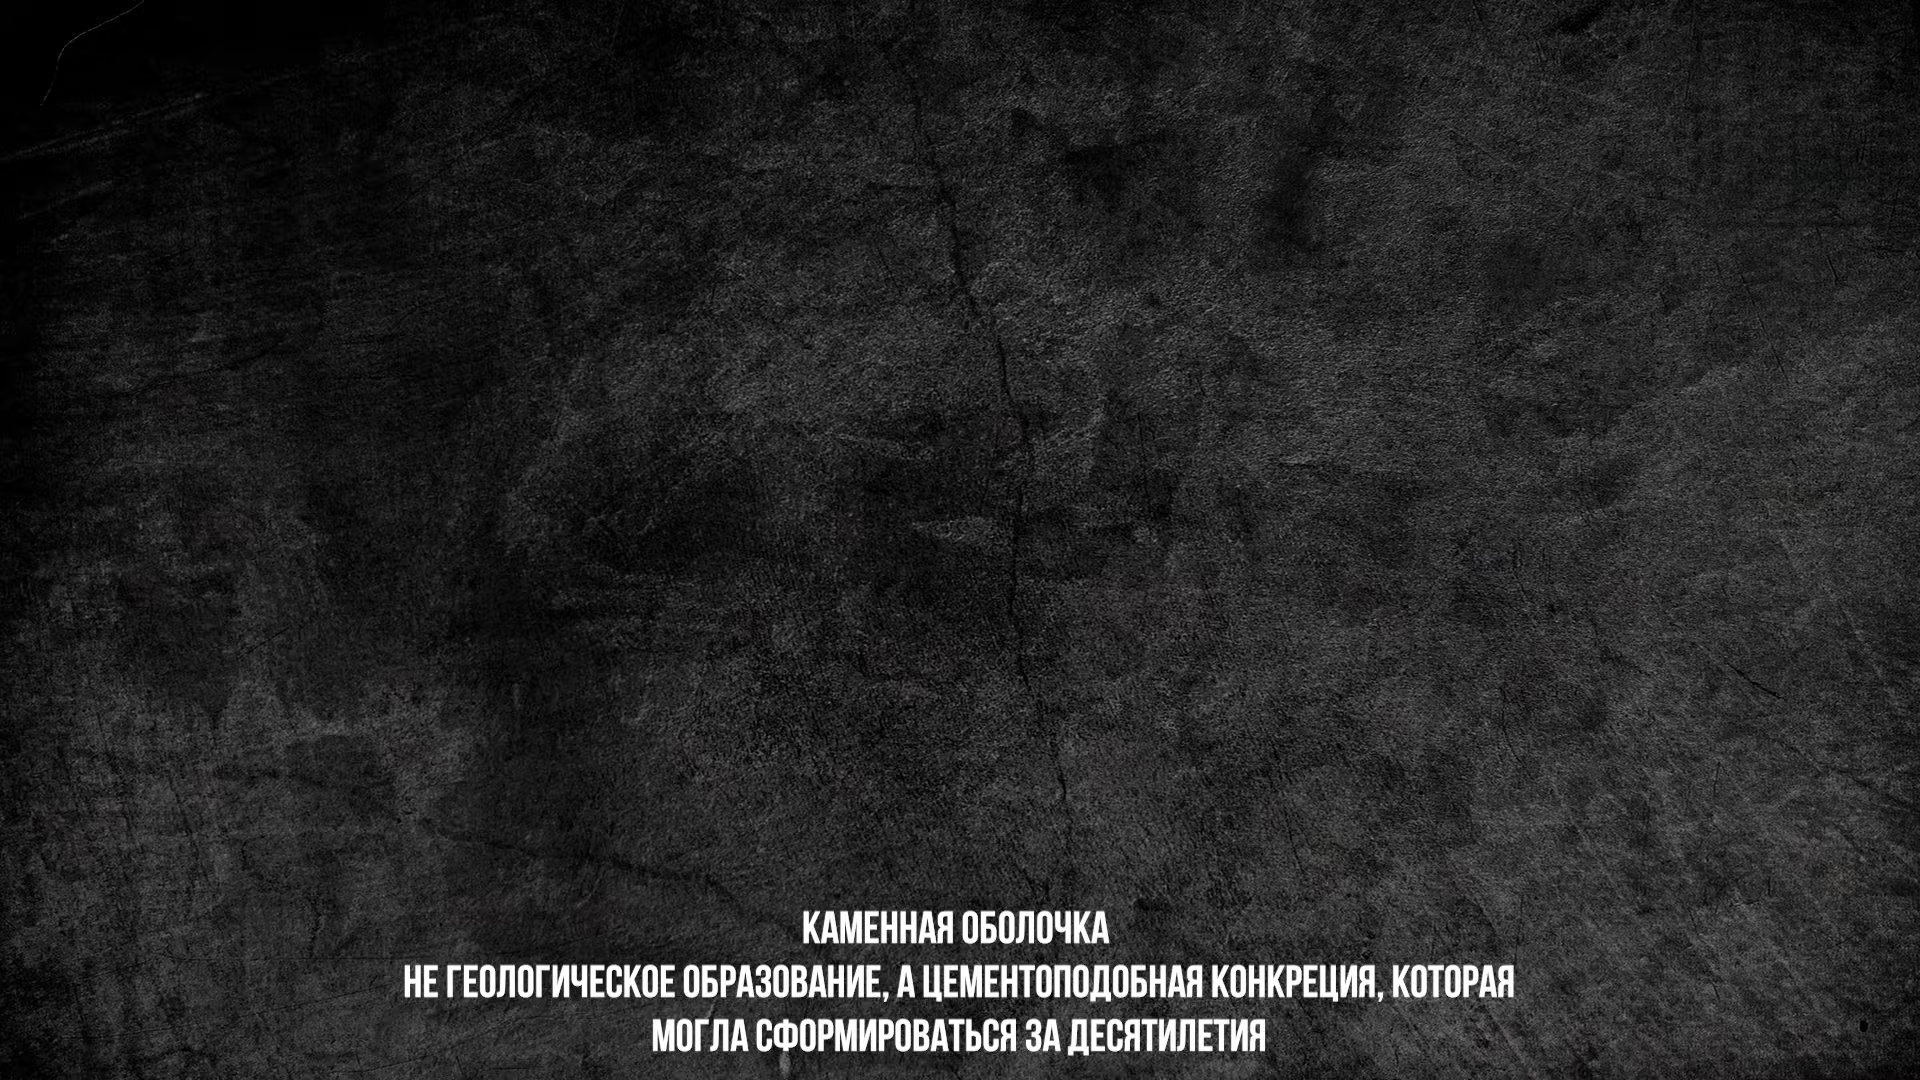 КАМЕННАЯ ОБОЛОЧКА
НЕ ГЕОЛОГИЧЕСКОЕ ОБРАЗОВАНИЕ, А ЦЕМЕНТОПОДОБНАЯ КОНКРЕЦИЯ, КОТОРАЯ
МОГЛА СФОРМИРОВАТЬСЯ ЗА ДЕСЯТИЛЕТИЯ